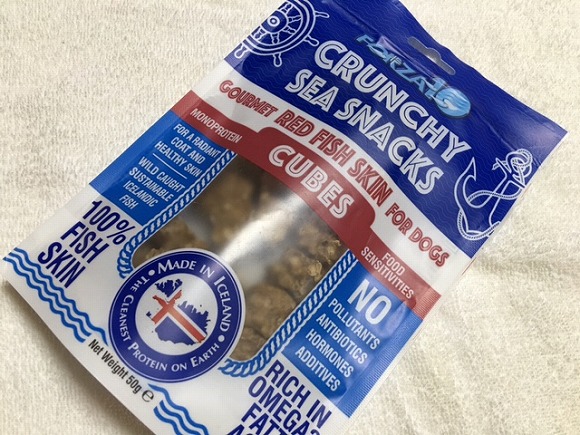 FORZA10
CRUNCHY
SEA SNACKS
GOURMET RED FISH SKIN FOR DOGS
CUBES
MONOPROTEIN
FOOD
SENSITIVITIES
FOR A RADIANT
COAT AND
HEALTHY SKIN
WILD CAUGHT
SUSTAINABLE
ICELANDIC
FISH
100%
FISH
SKIN
NO
POLLUTANTS
ANTIBIOTICS
HORMONES
ADDITIVES
MADE IN ICELAND
THE CLEANEST PROTEIN ON EARTH
RICH IN
OMEGA3
Net Weight 50g e